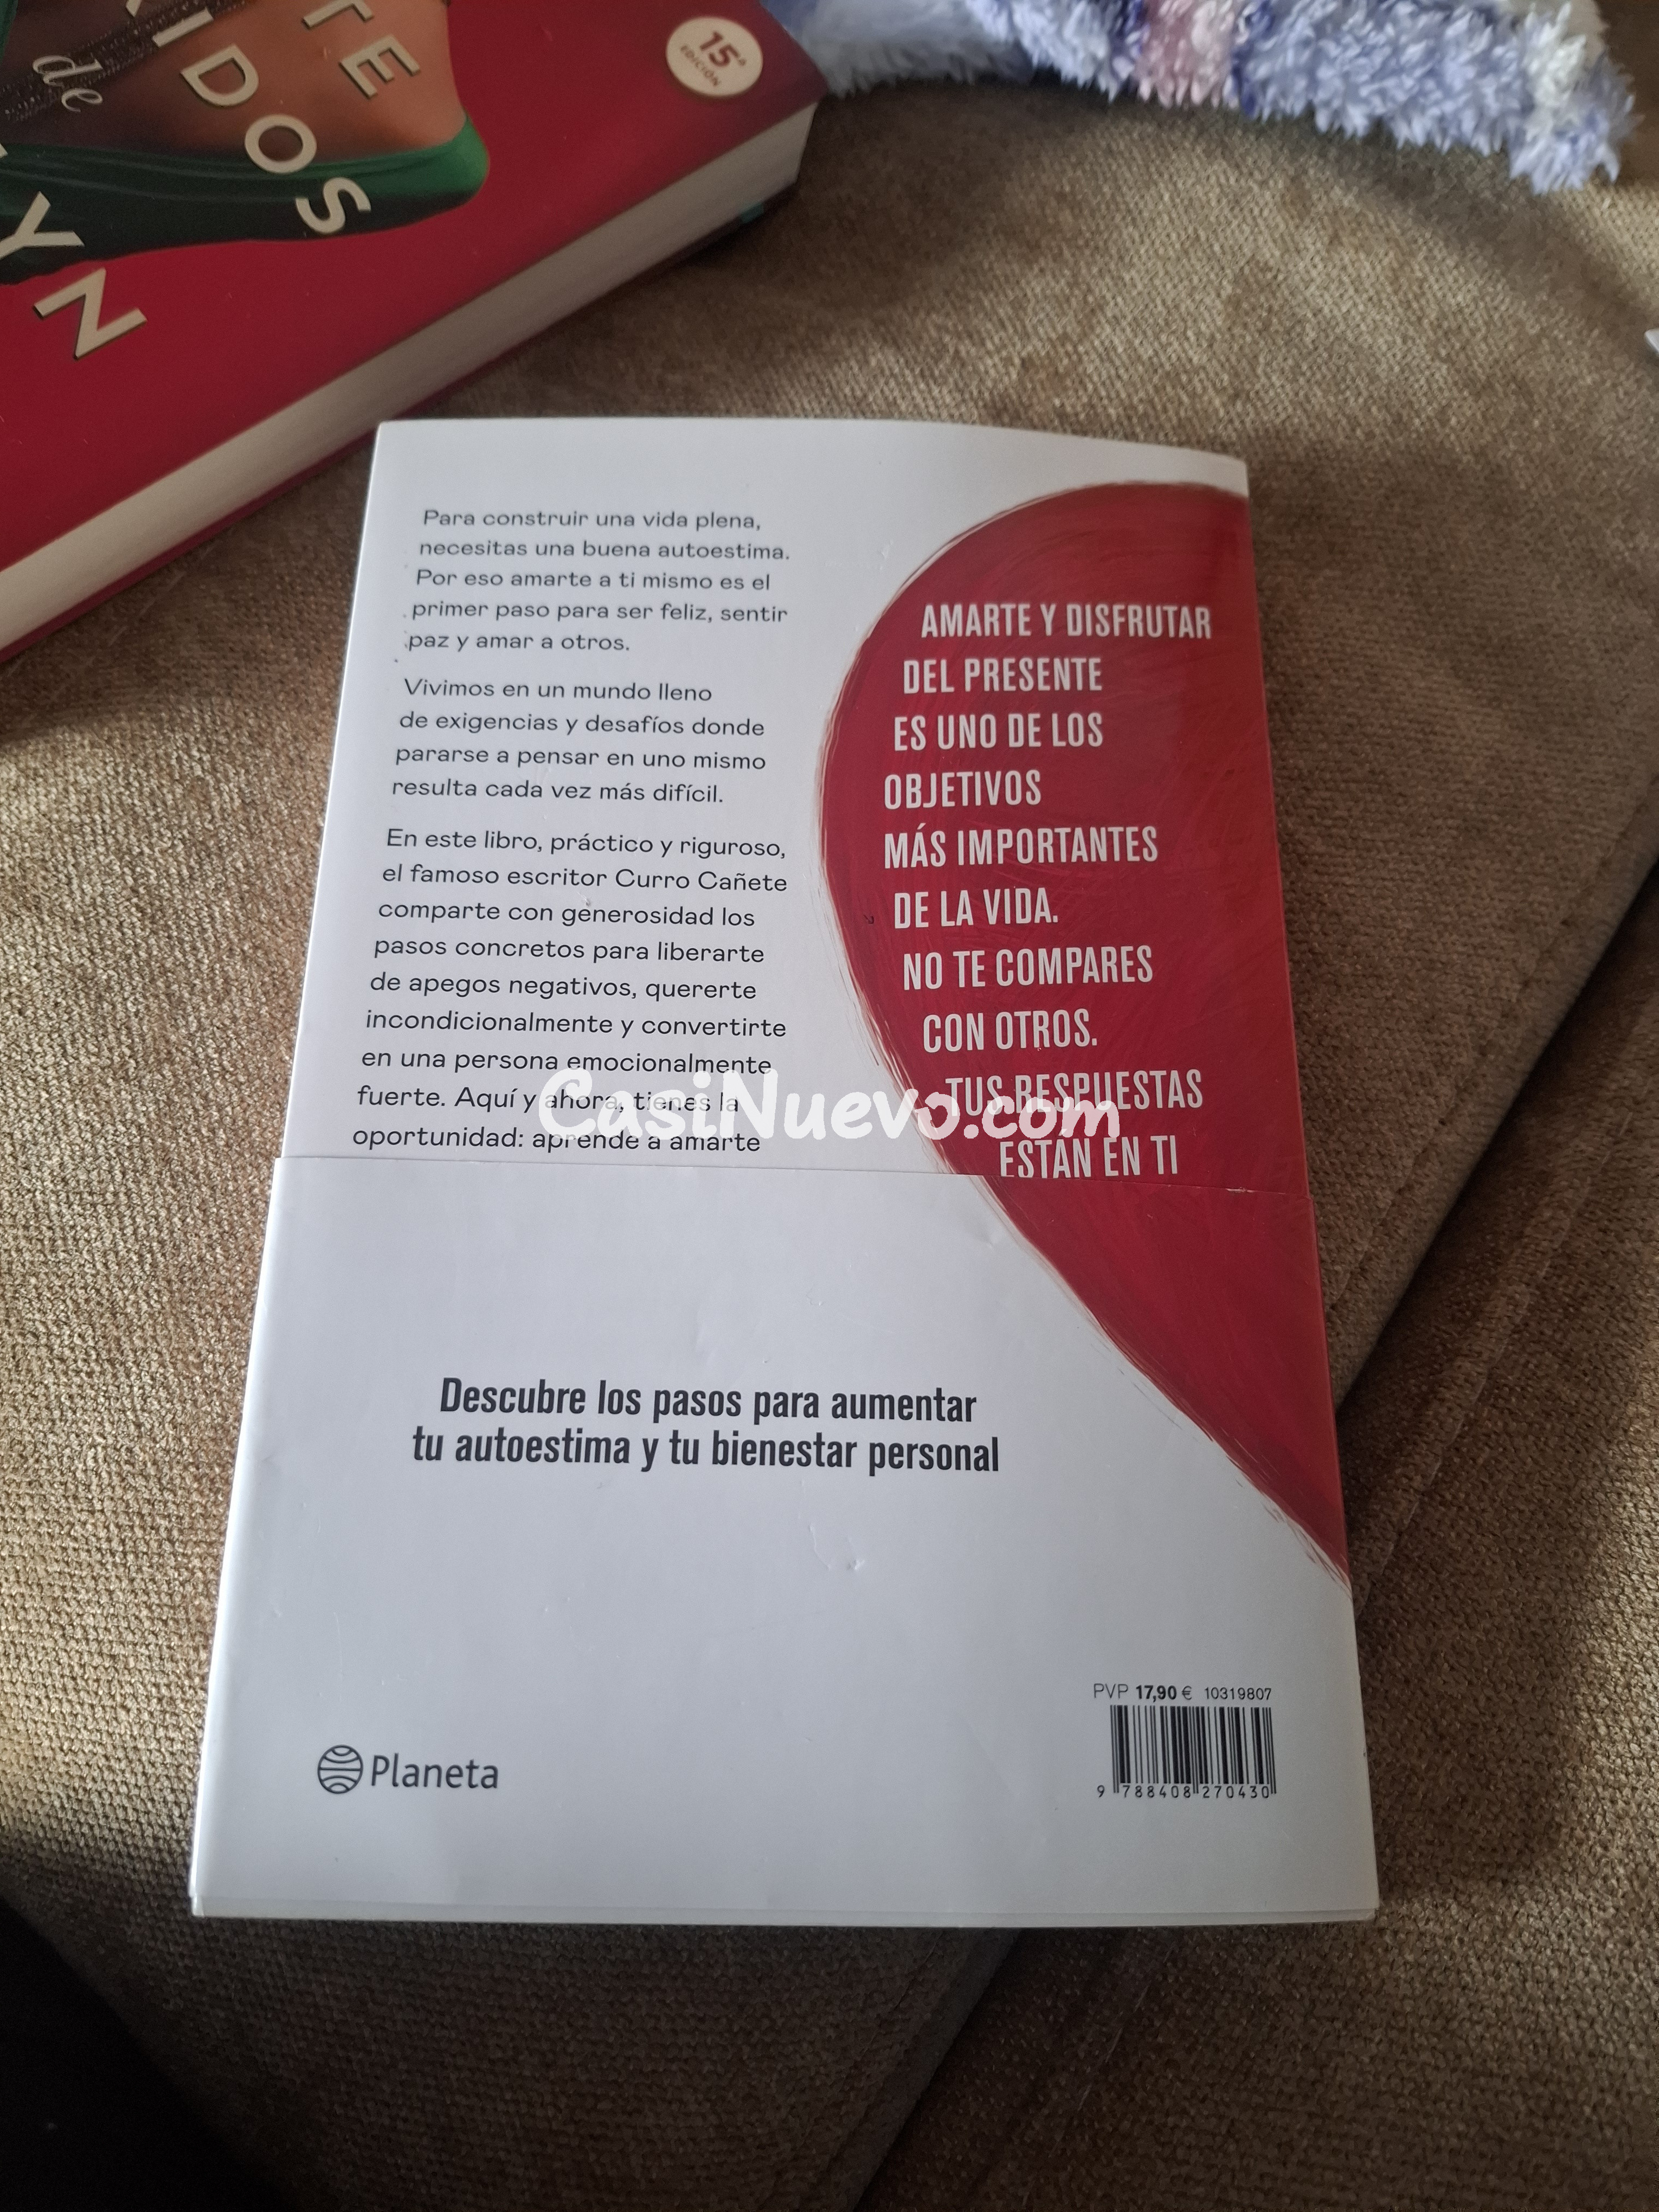 TE
IDOS
de
YN
15ª
EDICIÓN
Para construir una vida plena,
necesitas una buena autoestima.
Por eso amarte a ti mismo es el
primer paso para ser feliz, sentir
paz y amar a otros.
Vivimos en un mundo lleno
de exigencias y desafíos donde
pararse a pensar en uno mismo
resulta cada vez más difícil.
En este libro, práctico y riguroso,
el famoso escritor Curro Cañete
comparte con generosidad los
pasos concretos para liberarte
de apegos negativos, quererte
incondicionalmente y convertirte
en una persona emocionalmente
fuerte. Aquí y ahora, tienes la
oportunidad: aprende a amarte
AMARTE Y DISFRUTAR
DEL PRESENTE
ES UNO DE LOS
OBJETIVOS
MÁS IMPORTANTES
DE LA VIDA.
NO TE COMPARES
CON OTROS.
TUS RESPUESTAS
ESTÁN EN TI
CasiNuevo.com
Descubre los pasos para aumentar
tu autoestima y tu bienestar personal
PVP 17,90 € 10319807
9 788408 270430
Planeta